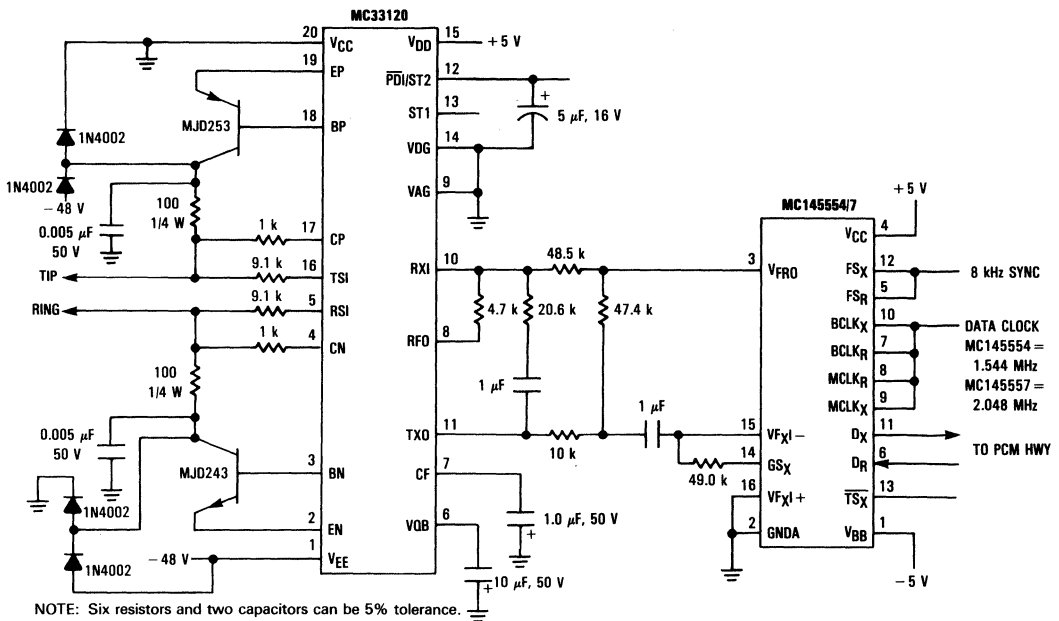 MC33120
20
VCC
19
EP
MJD253
18
BP
1N4002
1N4002
– 48 V
0.005 µF
50 V
100
1/4 W
1 k
17
CP
TIP
9.1 k
16
TSI
RING
9.1 k
5
RSI
1 k
4
CN
100
1/4 W
0.005 µF
50 V
MJD243
3
BN
1N4002
2
EN
1N4002
– 48 V
1
VEE
VDD
15
+5 V
PDI/ST2
12
ST1
13
+
5 µF, 16 V
VDG
14
VAG
9
RXI
10
48.5 k
4.7 k
20.6 k
47.4 k
RFO
8
1 µF
TXO
11
10 k
1 µF
49.0 k
CF
7
1.0 µF, 50 V
+
VQB
6
10 µF, 50 V
+
MC145554/7
+5 V
3
VFRO
VCC
4
FSX
12
8 kHz SYNC
FSR
5
BCLKX
10
DATA CLOCK
MC145554 =
1.544 MHz
MC145557 =
2.048 MHz
BCLKR
7
MCLKR
8
MCLKX
9
15
VFXI–
14
GSX
16
VFXI+
2
GNDA
DX
11
TO PCM HWY
DR
6
TSX
13
VBB
1
–5 V
NOTE: Six resistors and two capacitors can be 5% tolerance.